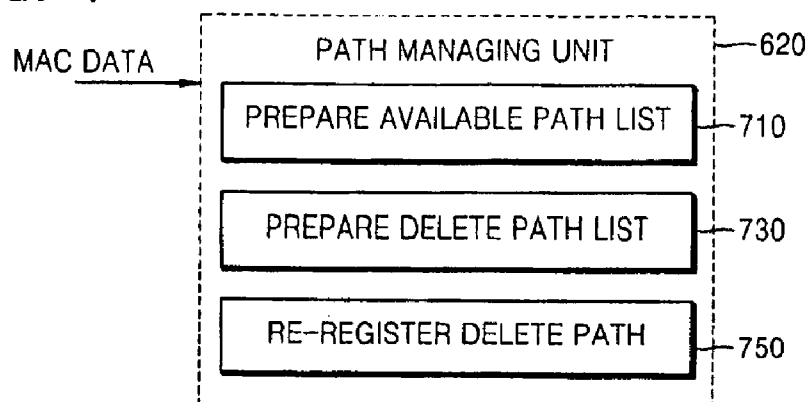 PATH MANAGING UNIT
620
MAC DATA
PREPARE AVAILABLE PATH LIST
710
PREPARE DELETE PATH LIST
730
RE-REGISTER DELETE PATH
750